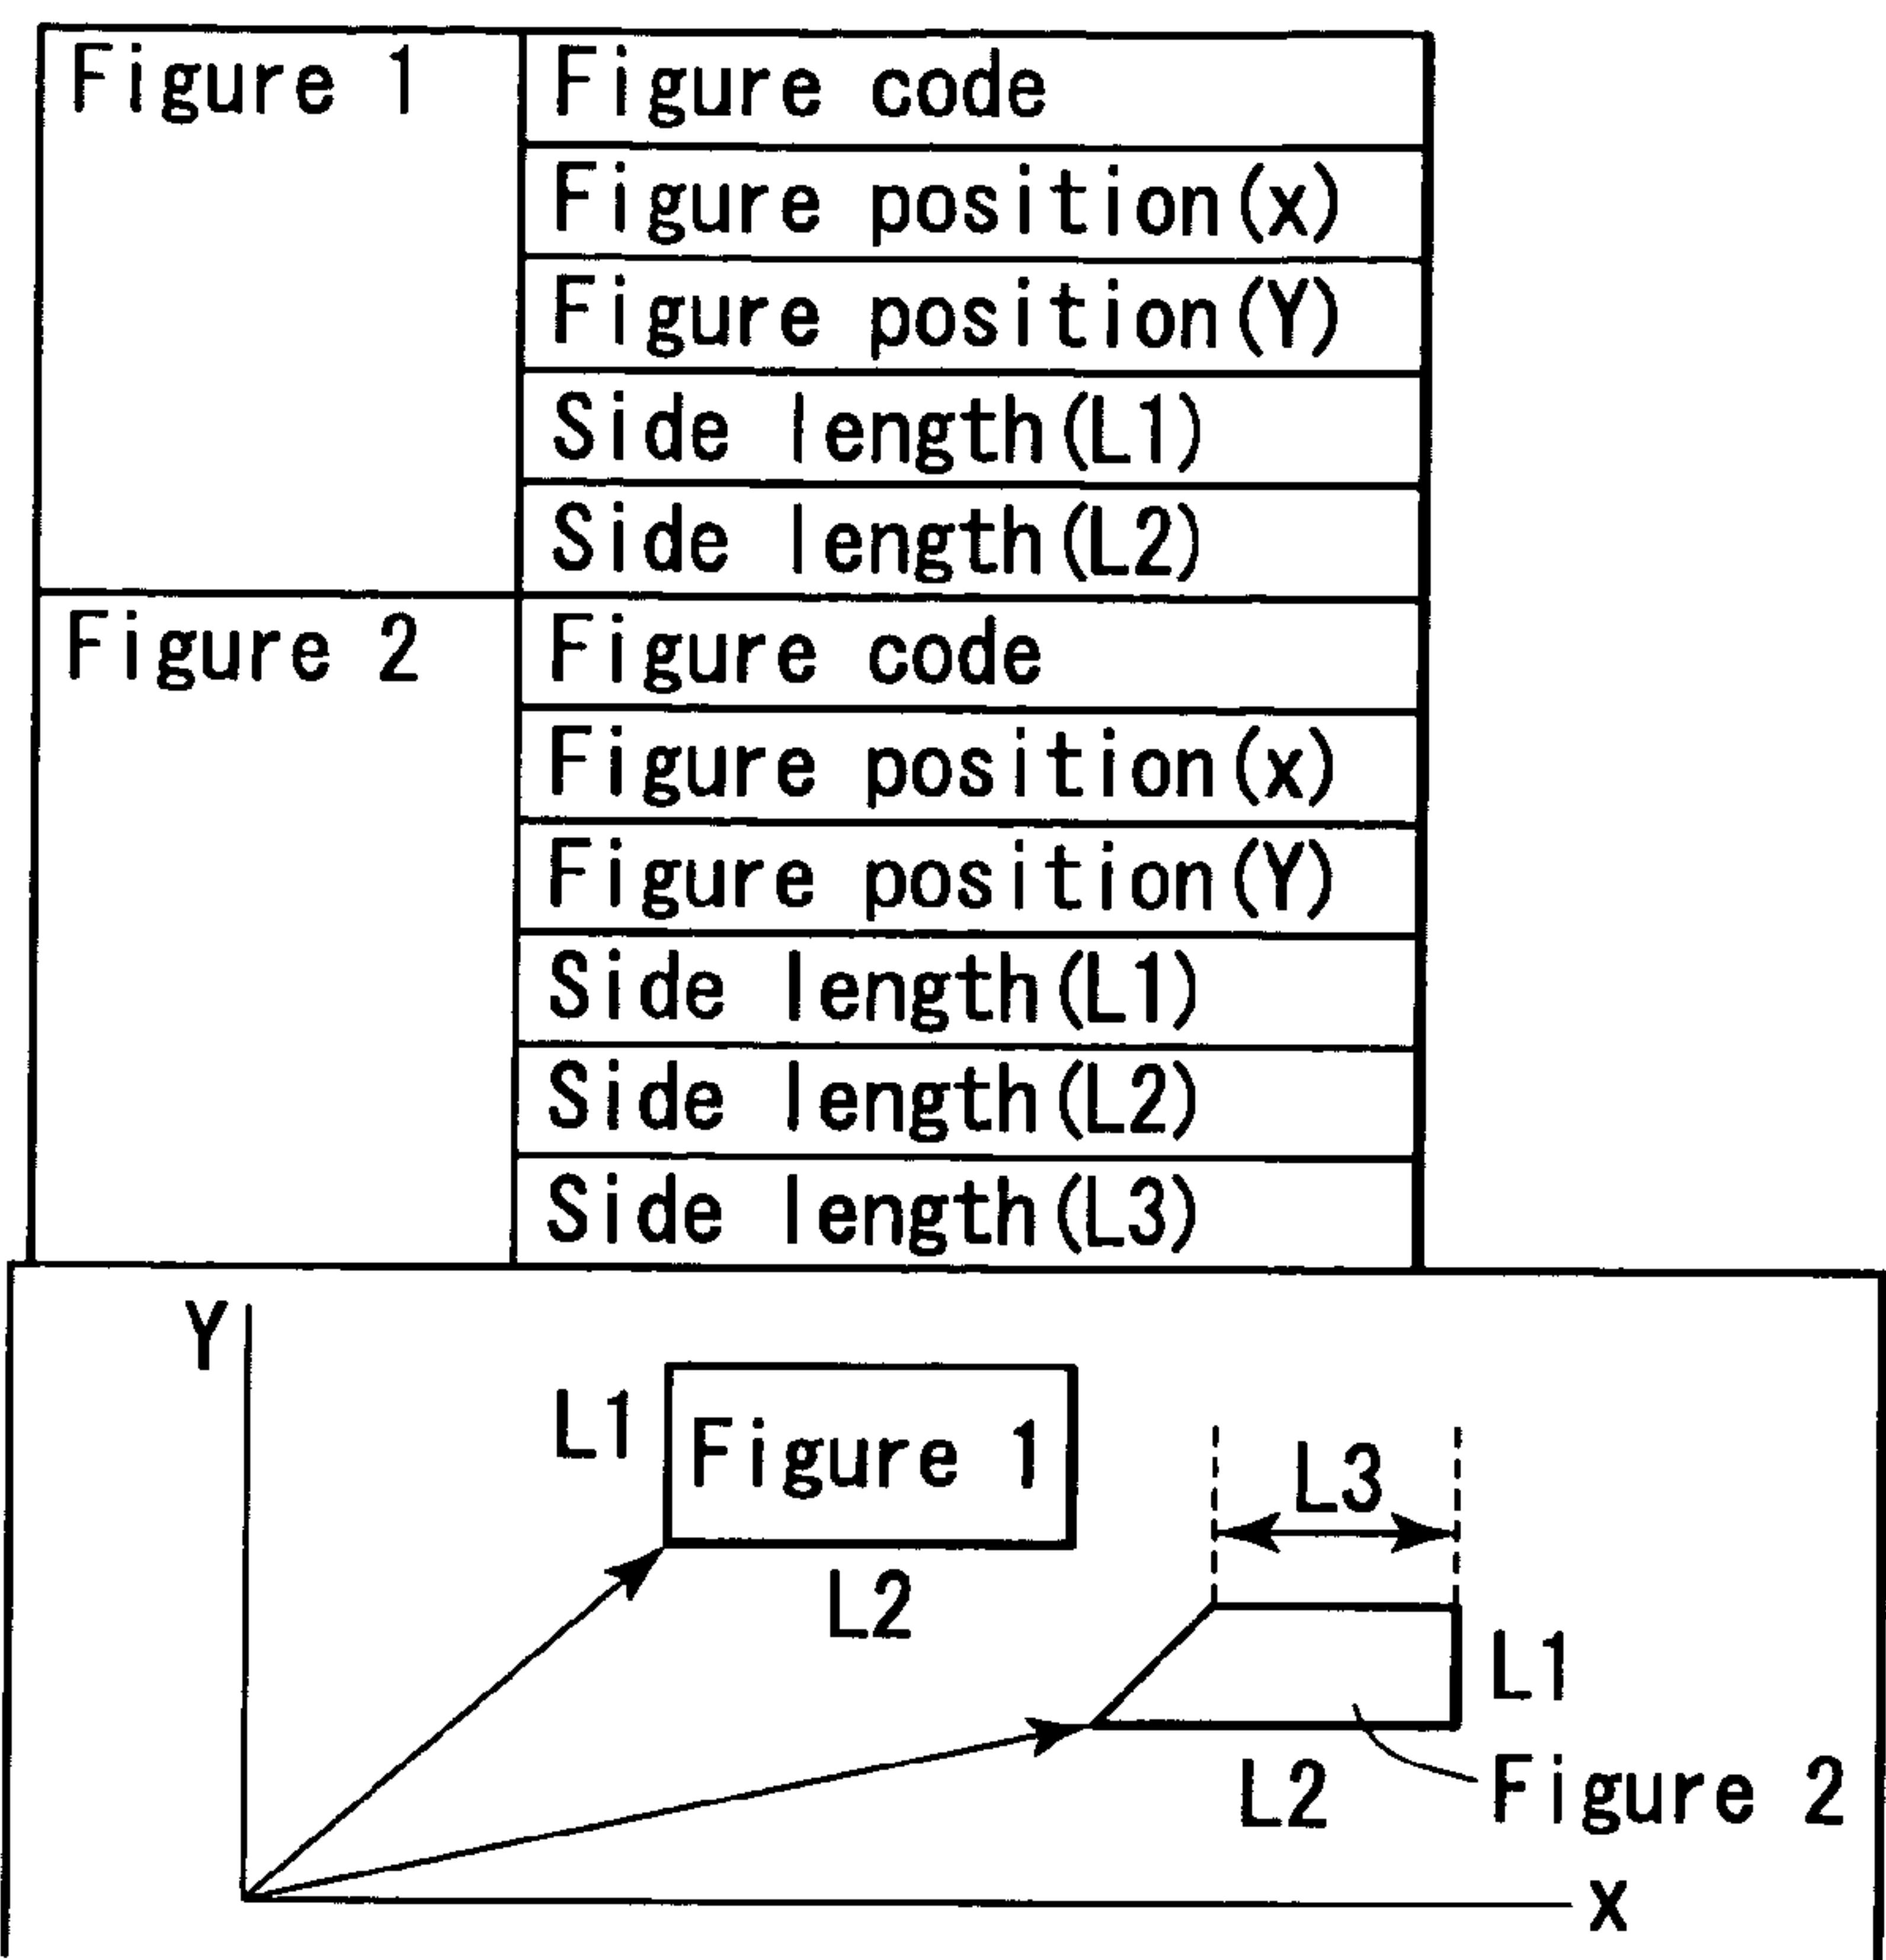 Figure 1 Figure code
Figure position(x)
Figure position(Y)
Side length(L1)
Side length(L2)
Figure 2 Figure code
Figure position(x)
Figure position(Y)
Side length(L1)
Side length(L2)
Side length(L3)
Y
L1 Figure 1
L3
L2
L1
L2 Figure 2
X